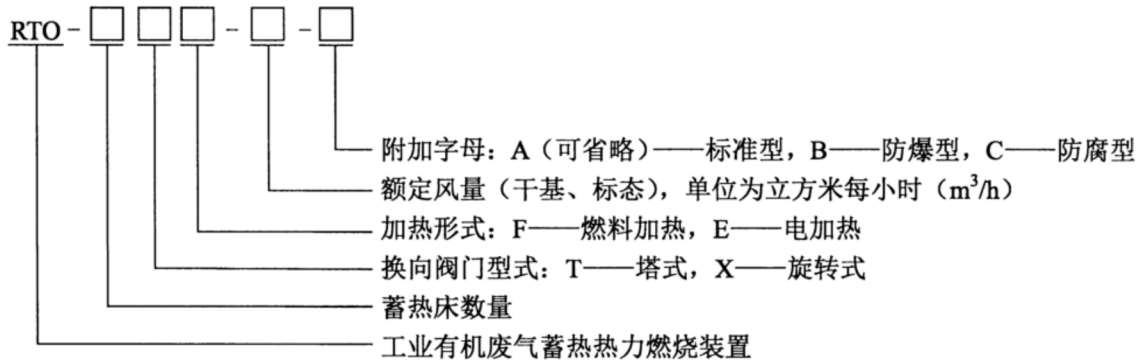 RTO-□□□-□-□
附加字母：A（可省略）——标准型，B——防爆型，C——防腐型
额定风量（干基、标态），单位为立方米每小时（m³/h）
加热形式：F——燃料加热，E——电加热
换向阀门型式：T——塔式，X——旋转式
蓄热床数量
工业有机废气蓄热热力燃烧装置